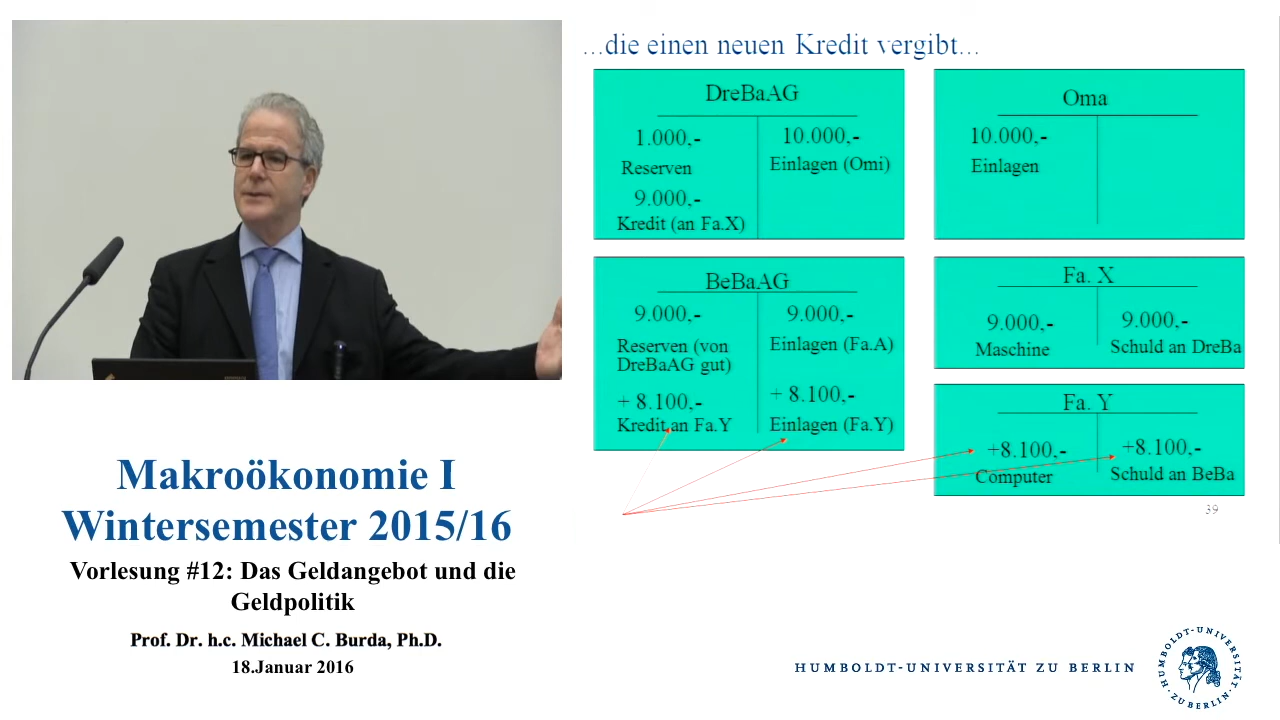 ...die einen neuen Kredit vergibt...
DreBaAG
1.000,-
Reserven
9.000,-
Kredit (an Fa.X)
10.000,-
Einlagen (Omi)
Oma
10.000,-
Einlagen
BeBaAG
9.000,-
Reserven (von
DreBaAG gut)
+ 8.100,-
Kredit an Fa.Y
9.000,-
Einlagen (Fa.A)
+ 8.100,-
Einlagen (Fa.Y)
Fa. X
9.000,-
Maschine
9.000,-
Schuld an DreBa
Fa. Y
+8.100,-
Computer
+8.100,-
Schuld an BeBa
39
Makroökonomie I
Wintersemester 2015/16
Vorlesung #12: Das Geldangebot und die
Geldpolitik
Prof. Dr. h.c. Michael C. Burda, Ph.D.
18.Januar 2016
HUMBOLDT-UNIVERSITÄT ZU BERLIN
HUMBOLDT-UNIVERSITÄT
ZU BERLIN